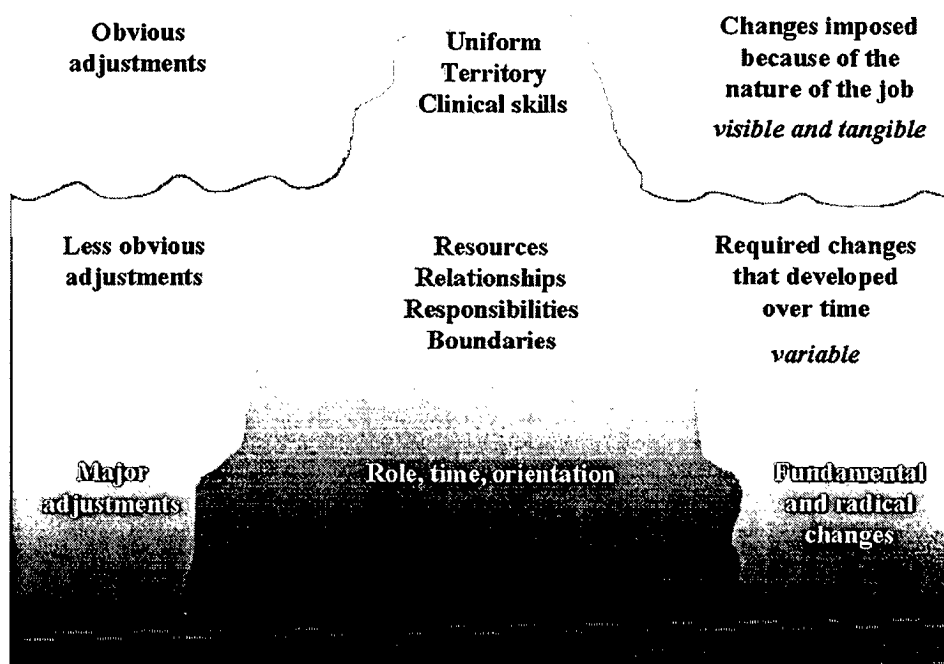 Obvious
adjustments
Uniform
Territory
Clinical skills
Changes imposed
because of the
nature of the job
visible and tangible
Less obvious
adjustments
Resources
Relationships
Responsibilities
Boundaries
Required changes
that developed
over time
variable
Major
adjustments
Role, time, orientation
Fundamental
and radical
changes